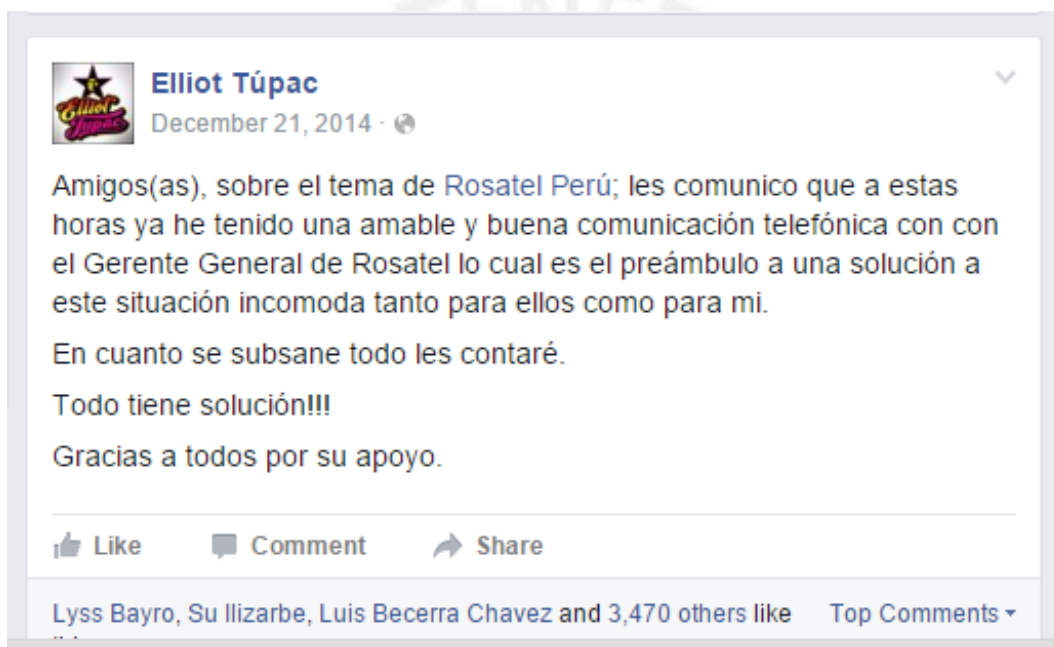 Elliot Túpac
December 21, 2014 ·
Elliot
Tupac
Amigos(as), sobre el tema de Rosatel Perú; les comunico que a estas
horas ya he tenido una amable y buena comunicación telefónica con con
el Gerente General de Rosatel lo cual es el preámbulo a una solución a
este situación incomoda tanto para ellos como para mi.
En cuanto se subsane todo les contaré.
Todo tiene solución!!!
Gracias a todos por su apoyo.
Like Comment Share
Lyss Bayro, Su Ilizarbe, Luis Becerra Chavez and 3,470 others like Top Comments